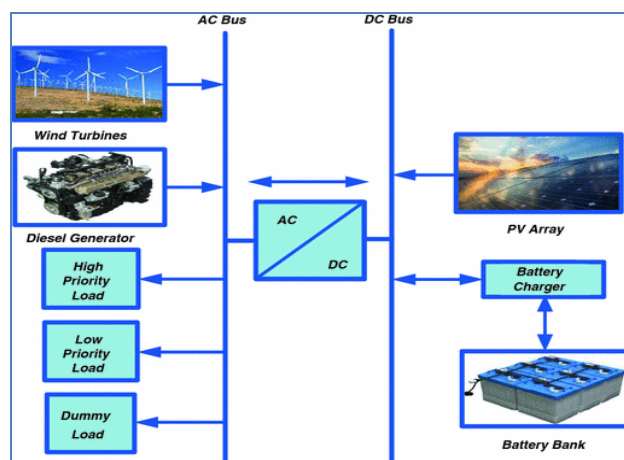 AC Bus
DC Bus
Wind Turbines
Diesel Generator
High
Priority
Load
Low
Priority
Load
Dummy
Load
AC
DC
PV Array
Battery
Charger
Battery Bank